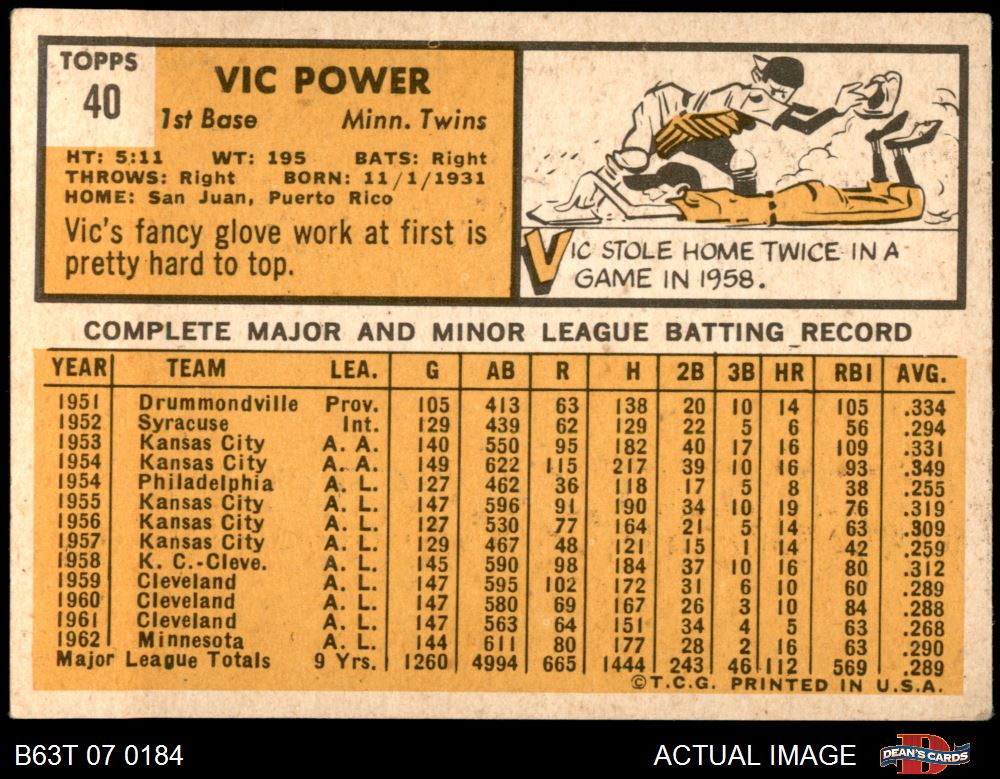 TOPPS
40
VIC POWER
1st Base Minn. Twins
HT: 5:11 WT: 195 BATS: Right
THROWS: Right BORN: 11/1/1931
HOME: San Juan, Puerto Rico
Vic's fancy glove work at first is
pretty hard to top.
VIC STOLE HOME TWICE IN A
GAME IN 1958.
COMPLETE MAJOR AND MINOR LEAGUE BATTING RECORD
YEAR TEAM LEA. G AB R H 2B 3B HR RBI AVG.
1951 Drummondville Prov. 105 413 63 138 20 10 14 105 .334
1952 Syracuse Int. 129 439 62 129 22 5 6 56 .294
1953 Kansas City A. A. 140 550 95 182 40 17 16 109 .331
1954 Kansas City A. A. 149 622 115 217 39 10 16 93 .349
1954 Philadelphia A. L. 127 462 36 118 17 5 8 38 .255
1955 Kansas City A. L. 147 596 91 190 34 10 19 76 .319
1956 Kansas City A. L. 127 530 77 164 21 5 14 63 .309
1957 Kansas City A. L. 129 467 48 121 15 1 14 42 .259
1958 K. C.-Cleve. A. L. 145 590 98 184 37 10 16 80 .312
1959 Cleveland A. L. 147 595 102 172 31 6 10 60 .289
1960 Cleveland A. L. 147 580 69 167 26 3 10 84 .288
1961 Cleveland A. L. 147 563 64 151 34 4 5 63 .268
1962 Minnesota A. L. 144 611 80 177 28 2 16 63 .290
Major League Totals 9 Yrs. 1260 4994 665 1444 243 46 112 569 .289
©T.C.G. PRINTED IN U.S.A.
B63T 07 0184 ACTUAL IMAGE DEAN'S CARDS